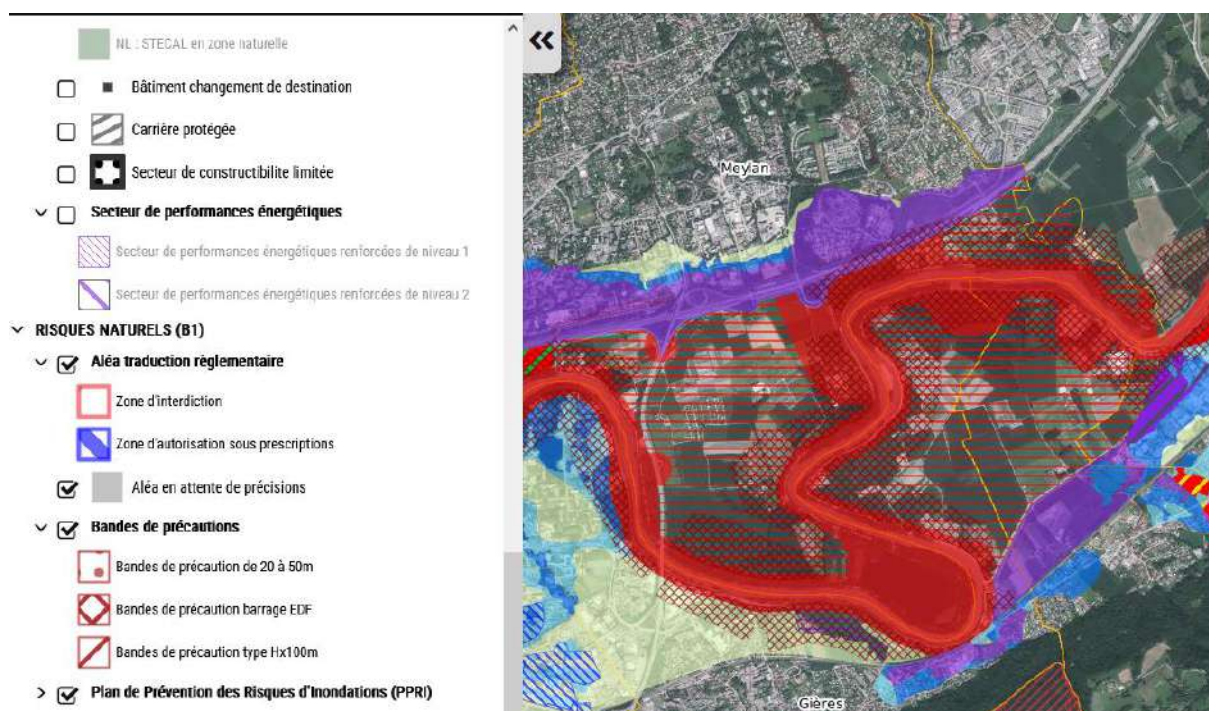 NL : STECAL en zone naturelle
Bâtiment changement de destination
Carrière protégée
Secteur de constructibilite limitée
Secteur de performances énergétiques
Secteur de performances énergétiques renforcées de niveau 1
Secteur de performances énergétiques renforcées de niveau 2
RISQUES NATURELS (B1)
Aléa traduction règlementaire
Zone d'interdiction
Zone d'autorisation sous prescriptions
Aléa en attente de précisions
Bandes de précautions
Bandes de précaution de 20 à 50m
Bandes de précaution barrage EDF
Bandes de précaution type Hx100m
Plan de Prévention des Risques d'Inondations (PPRI)
Meylan
Gières